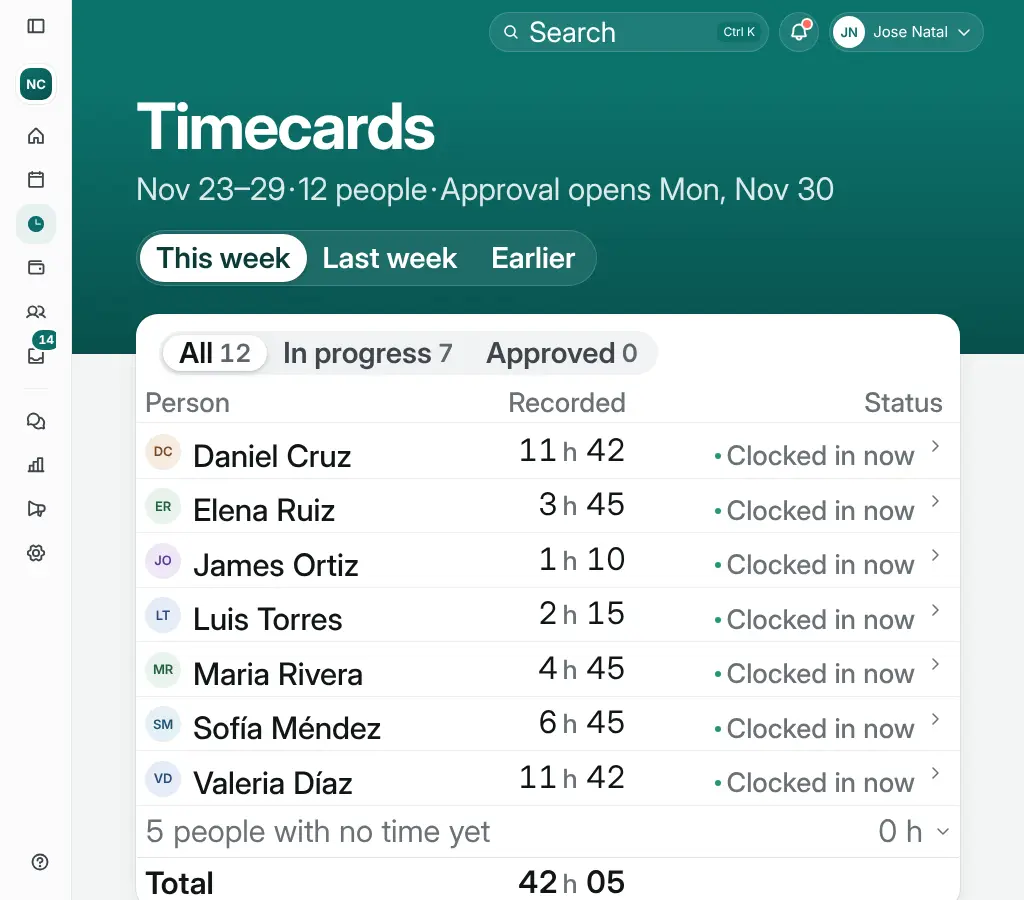 Search Ctrl K
JN Jose Natal
NC
Timecards
Nov 23–29·12 people·Approval opens Mon, Nov 30
This week Last week Earlier
14
All 12 In progress 7 Approved 0
Person Recorded Status
DC Daniel Cruz 11 h 42 Clocked in now
ER Elena Ruiz 3 h 45 Clocked in now
JO James Ortiz 1 h 10 Clocked in now
LT Luis Torres 2 h 15 Clocked in now
MR Maria Rivera 4 h 45 Clocked in now
SM Sofía Méndez 6 h 45 Clocked in now
VD Valeria Díaz 11 h 42 Clocked in now
5 people with no time yet 0 h
Total 42 h 05